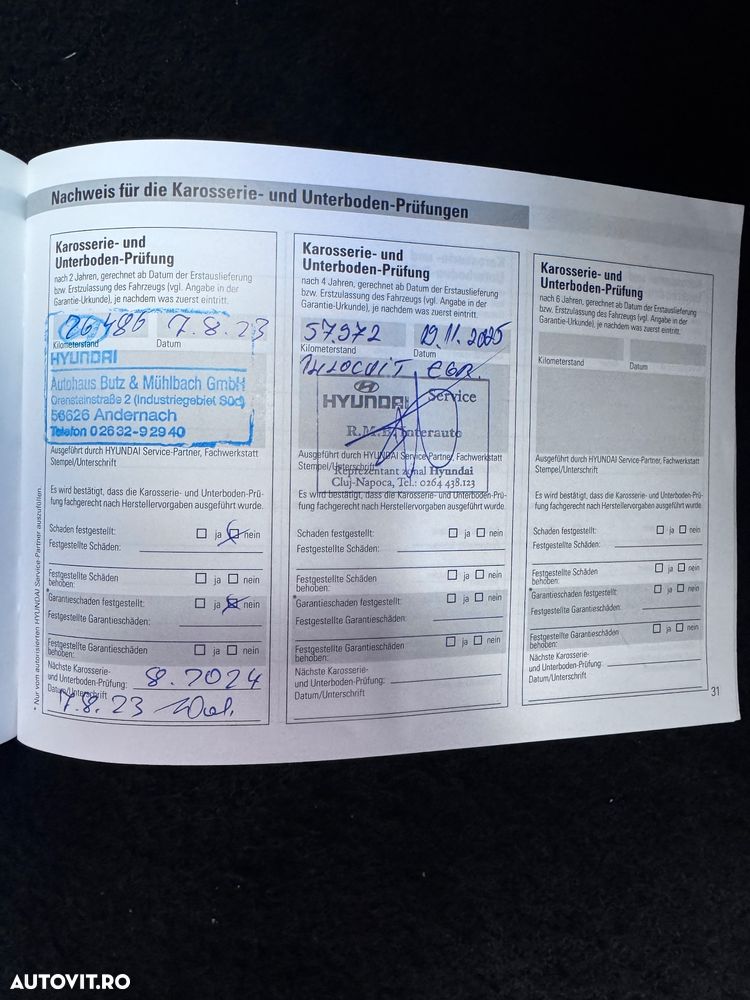 Nachweis für die Karosserie- und Unterboden-Prüfungen
Karosserie- und
Unterboden-Prüfung
nach 2 Jahren, gerechnet ab Datum der Erstauslieferung
bzw. Erstzulassung des Fahrzeugs (vgl. Angabe in der
Garantie-Urkunde), je nachdem was zuerst eintritt.
26486 7.8.23
Kilometerstand Datum
HYUNDAI
Autohaus Butz & Mühlbach GmbH
Grensteinstraße 2 (Industriegebiet Süd)
56626 Andernach
Telefon 02632-92940
Ausgeführt durch HYUNDAI Service-Partner, Fachwerkstatt
Stempel/Unterschrift
Es wird bestätigt, dass die Karosserie- und Unterboden-Prü-
fung fachgerecht nach Herstellervorgaben ausgeführt wurde.
Schaden festgestellt: ja nein
Festgestellte Schäden:
Festgestellte Schäden
behoben: ja nein
*Garantieschaden festgestellt: ja nein
Festgestellte Garantieschäden:
Festgestellte Garantieschäden
behoben: ja nein
Nächste Karosserie-
und Unterboden-Prüfung: 8.2024
Datum/Unterschrift
7.8.23
* Nur vom autorisierten HYUNDAI Service-Partner auszufüllen.
Karosserie- und
Unterboden-Prüfung
nach 4 Jahren, gerechnet ab Datum der Erstauslieferung
bzw. Erstzulassung des Fahrzeugs (vgl. Angabe in der
Garantie-Urkunde), je nachdem was zuerst eintritt.
57.972 19.11.2025
Kilometerstand Datum
INLOCUIT EGR.
HYUNDAI Service
R.M.B. Interauto
Ausgeführt durch HYUNDAI Service-Partner, Fachwerkstatt
Stempel/Unterschrift
Reprezentant zonal Hyundai
Cluj-Napoca, Tel.: 0264 438.123
Es wird bestätigt, dass die Karosserie- und Unterboden-Prü-
fung fachgerecht nach Herstellervorgaben ausgeführt wurde.
Schaden festgestellt: ja nein
Festgestellte Schäden:
Festgestellte Schäden
behoben: ja nein
*Garantieschaden festgestellt: ja nein
Festgestellte Garantieschäden:
Festgestellte Garantieschäden
behoben: ja nein
Nächste Karosserie-
und Unterboden-Prüfung:
Datum/Unterschrift
Karosserie- und
Unterboden-Prüfung
nach 6 Jahren, gerechnet ab Datum der Erstauslieferung
bzw. Erstzulassung des Fahrzeugs (vgl. Angabe in der
Garantie-Urkunde), je nachdem was zuerst eintritt.
Kilometerstand Datum
Ausgeführt durch HYUNDAI Service-Partner, Fachwerkstatt
Stempel/Unterschrift
Es wird bestätigt, dass die Karosserie- und Unterboden-Prü-
fung fachgerecht nach Herstellervorgaben ausgeführt wurde.
Schaden festgestellt: ja nein
Festgestellte Schäden:
Festgestellte Schäden
behoben: ja nein
*Garantieschaden festgestellt: ja nein
Festgestellte Garantieschäden:
Festgestellte Garantieschäden
behoben: ja nein
Nächste Karosserie-
und Unterboden-Prüfung:
Datum/Unterschrift
31
AUTOVIT.RO